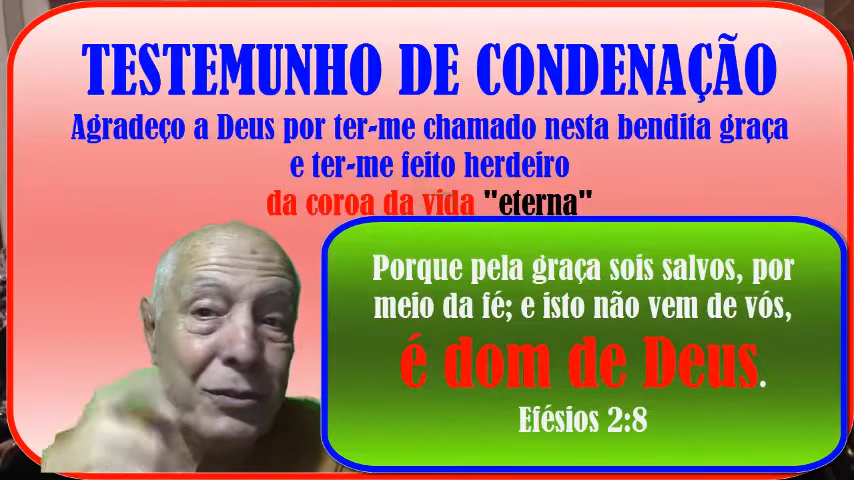 TESTEMUNHO DE CONDENAÇÃO
Agradeço a Deus por ter-me chamado nesta bendita graça
e ter-me feito herdeiro
da coroa da vida "eterna"
Porque pela graça sois salvos, por
meio da fé; e isto não vem de vós,
é dom de Deus.
Efésios 2:8